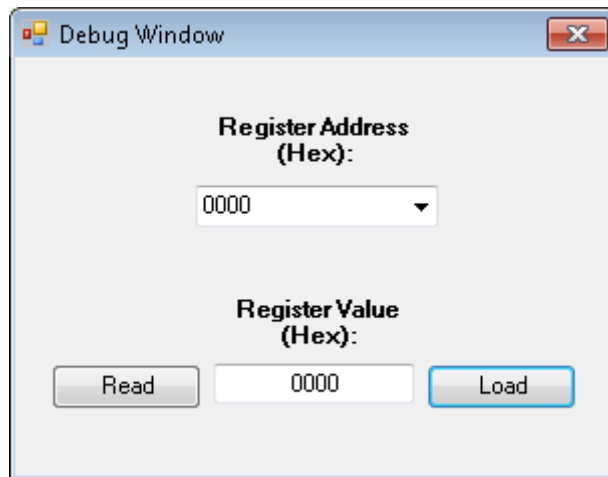 Debug Window
Register Address
(Hex):
0000
Register Value
(Hex):
Read 0000 Load